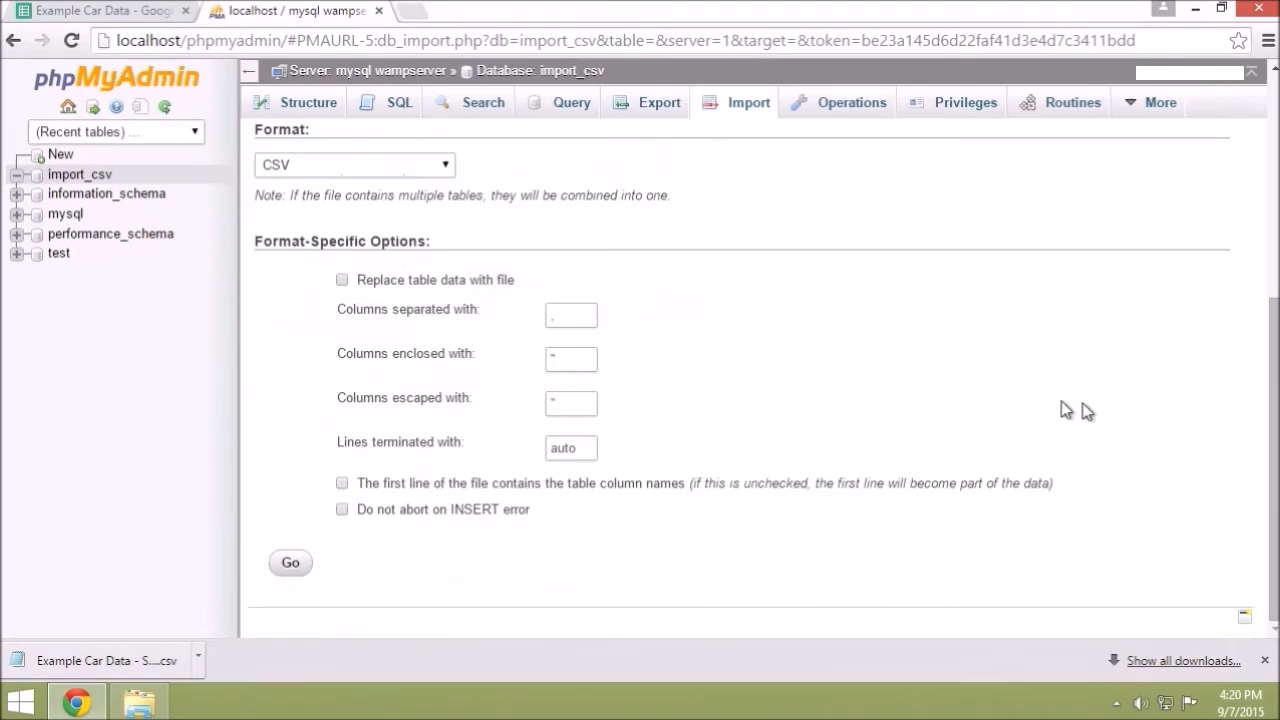 Example Car Data - Googl
localhost / mysql wampse
localhost/phpmyadmin/#PMAURL-5:db_import.php?db=import_csv&table=&server=1&target=&token=be23a145d6d22faf41d3e4d7c3411bdd
phpMyAdmin
Server: mysql wampserver » Database: import_csv
Structure SQL Search Query Export Import Operations Privileges Routines More
(Recent tables) ...
New
import_csv
information_schema
mysql
performance_schema
test
Format:
CSV
Note: If the file contains multiple tables, they will be combined into one.
Format-Specific Options:
Replace table data with file
Columns separated with: ,
Columns enclosed with: "
Columns escaped with: "
Lines terminated with: auto
The first line of the file contains the table column names (if this is unchecked, the first line will become part of the data)
Do not abort on INSERT error
Go
Example Car Data - S....csv
Show all downloads...
4:20 PM
9/7/2015